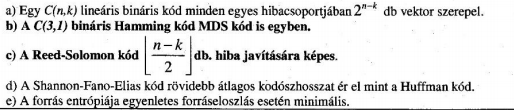 a) Egy C(n,k) lineáris bináris kód minden egyes hibacsoportjában 2^{n-k} db vektor szerepel.
b) A C(3,1) bináris Hamming kód MDS kód is egyben.
c) A Reed-Solomon kód ⌊(n-k)/2⌋ db. hiba javítására képes.
d) A Shannon-Fano-Elias kód rövidebb átlagos kódószhosszat ér el mint a Huffman kód.
e) A forrás entrópiája egyenletes forráseloszlás esetén minimális.